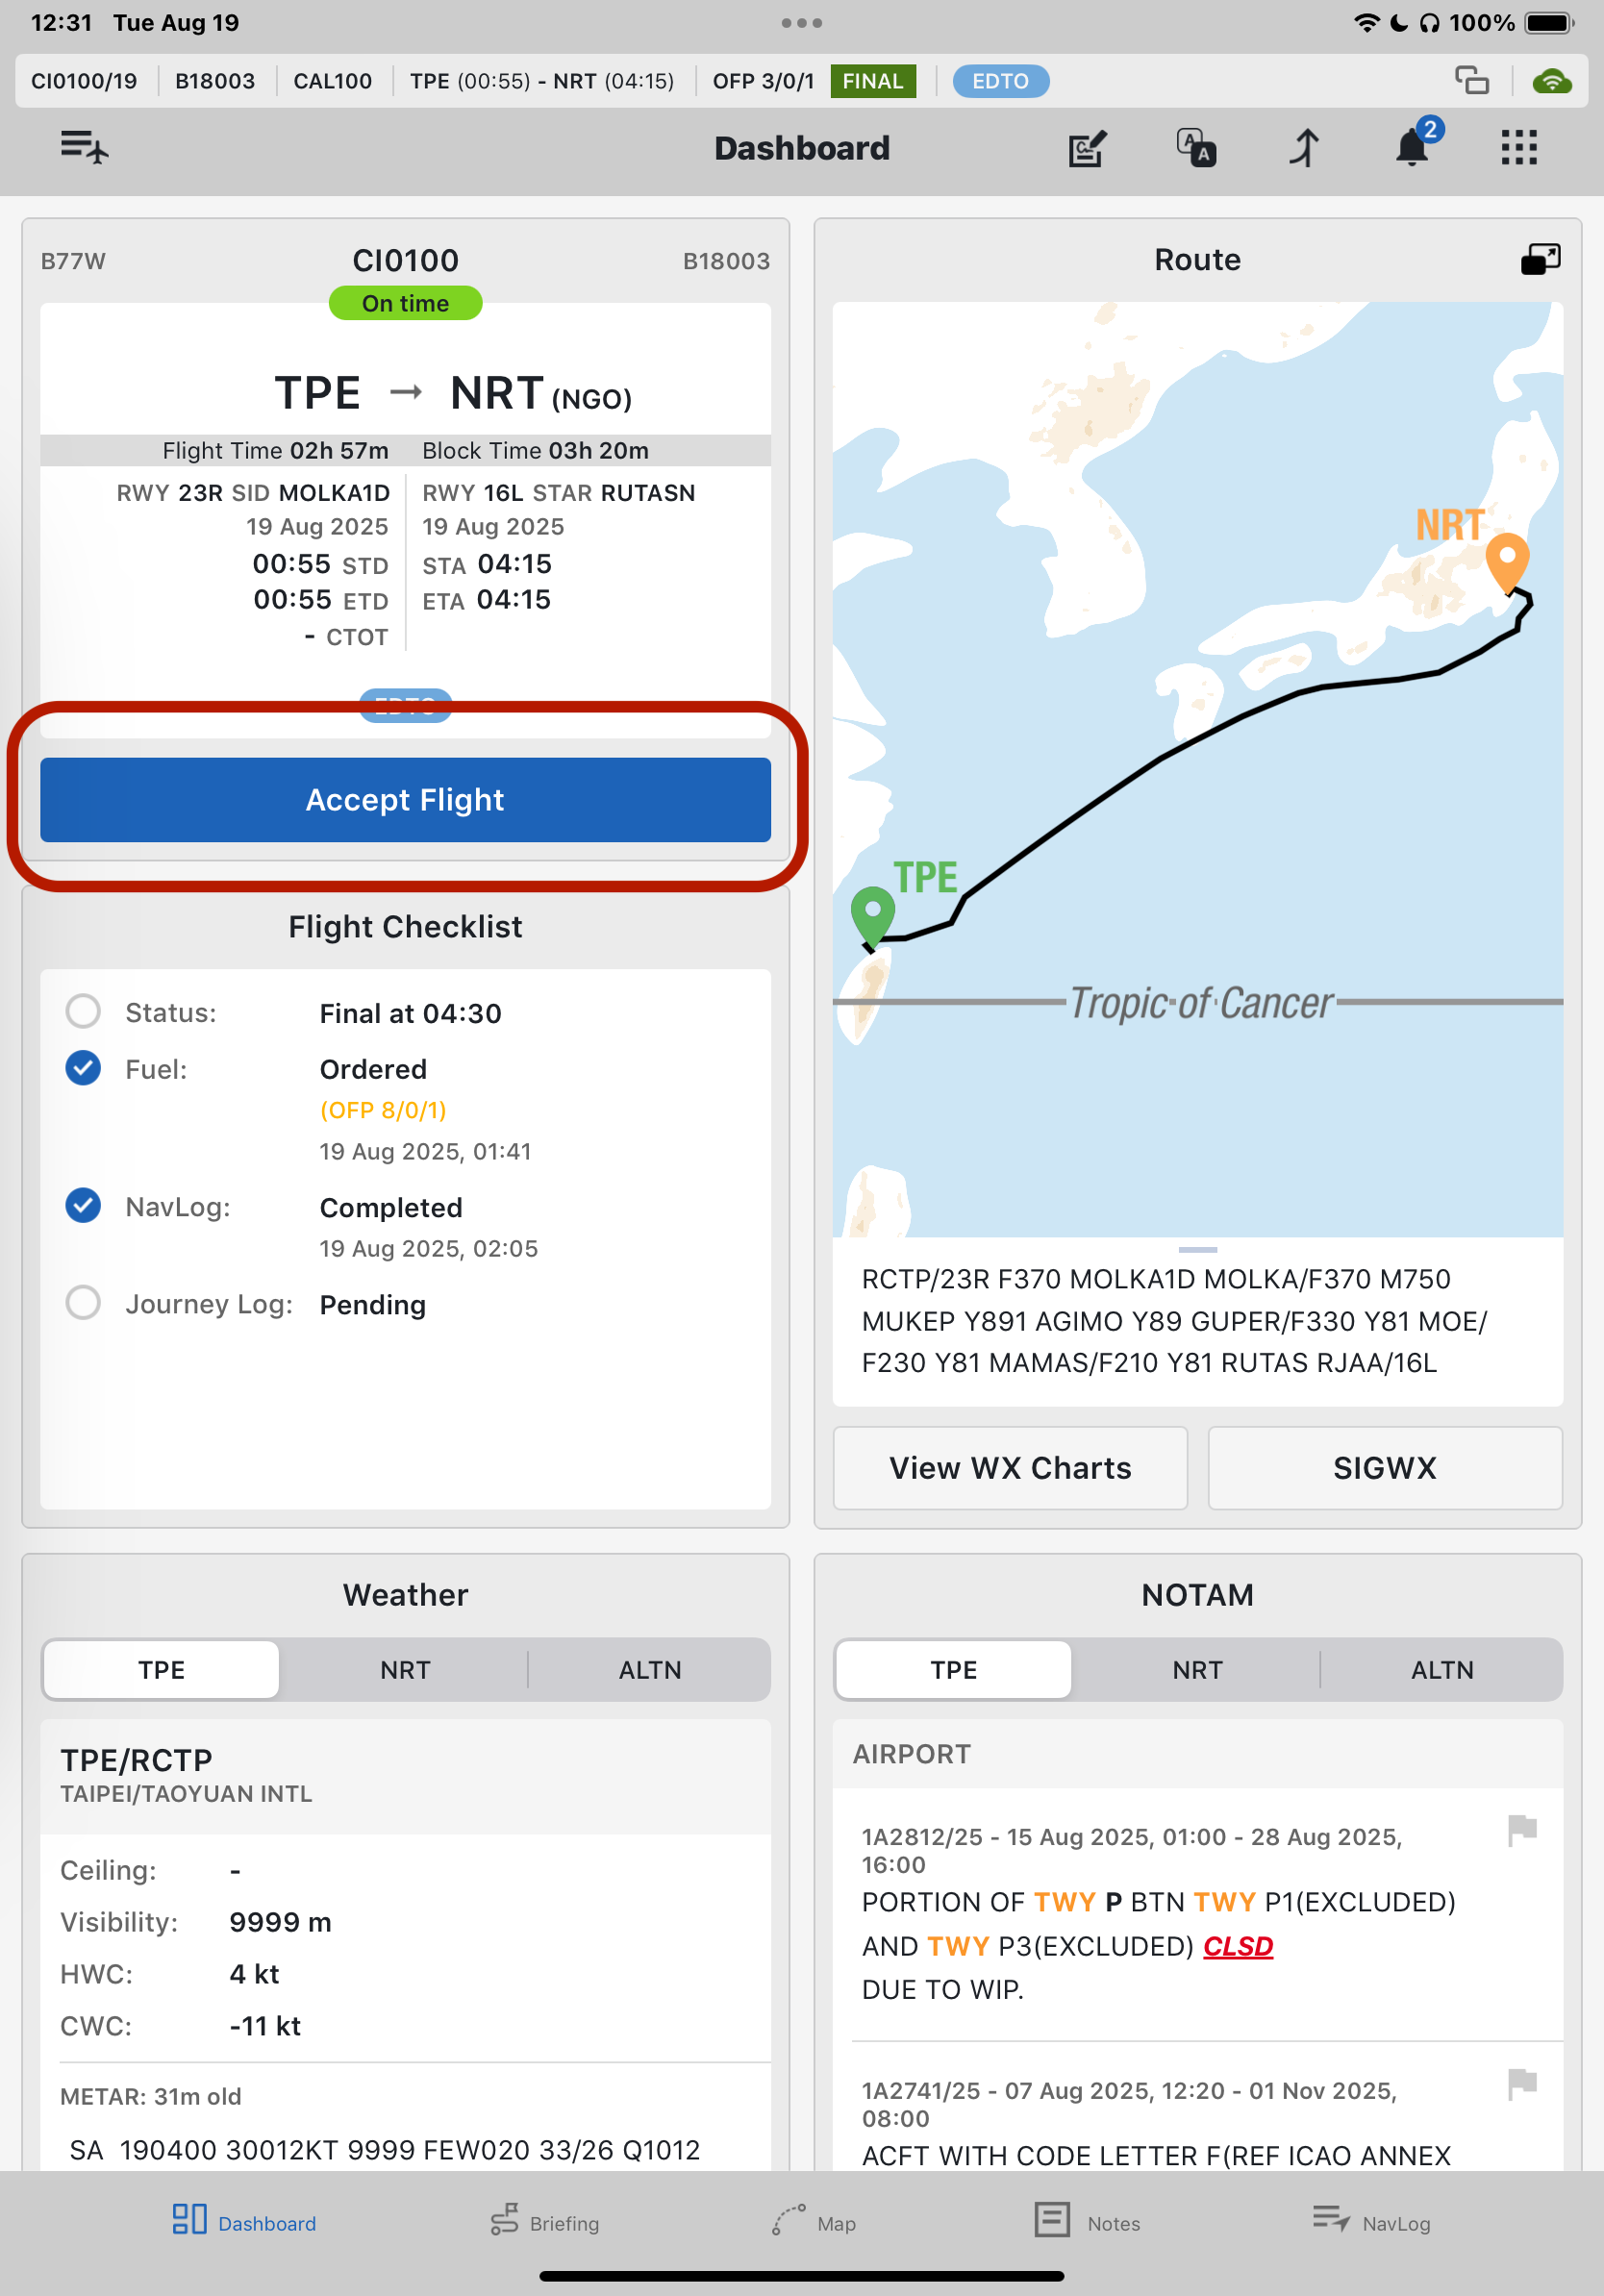 12:31 Tue Aug 19
100%
CI0100/19 B18003 CAL100 TPE (00:55) - NRT (04:15) OFP 3/0/1 FINAL EDTO
Dashboard
2
B77W CI0100 B18003
On time
TPE → NRT (NGO)
Flight Time 02h 57m Block Time 03h 20m
RWY 23R SID MOLKA1D RWY 16L STAR RUTASN
19 Aug 2025 19 Aug 2025
00:55 STD STA 04:15
00:55 ETD ETA 04:15
- CTOT
EDTO
Accept Flight
Flight Checklist
Status: Final at 04:30
Fuel: Ordered
(OFP 8/0/1)
19 Aug 2025, 01:41
NavLog: Completed
19 Aug 2025, 02:05
Journey Log: Pending
Route
NRT
TPE
Tropic of Cancer
RCTP/23R F370 MOLKA1D MOLKA/F370 M750
MUKEP Y891 AGIMO Y89 GUPER/F330 Y81 MOE/
F230 Y81 MAMAS/F210 Y81 RUTAS RJAA/16L
View WX Charts SIGWX
Weather
TPE NRT ALTN
TPE/RCTP
TAIPEI/TAOYUAN INTL
Ceiling: -
Visibility: 9999 m
HWC: 4 kt
CWC: -11 kt
METAR: 31m old
SA 190400 30012KT 9999 FEW020 33/26 Q1012
NOTAM
TPE NRT ALTN
AIRPORT
1A2812/25 - 15 Aug 2025, 01:00 - 28 Aug 2025,
16:00
PORTION OF TWY P BTN TWY P1(EXCLUDED)
AND TWY P3(EXCLUDED) CLSD
DUE TO WIP.
1A2741/25 - 07 Aug 2025, 12:20 - 01 Nov 2025,
08:00
ACFT WITH CODE LETTER F(REF ICAO ANNEX
Dashboard Briefing Map Notes NavLog